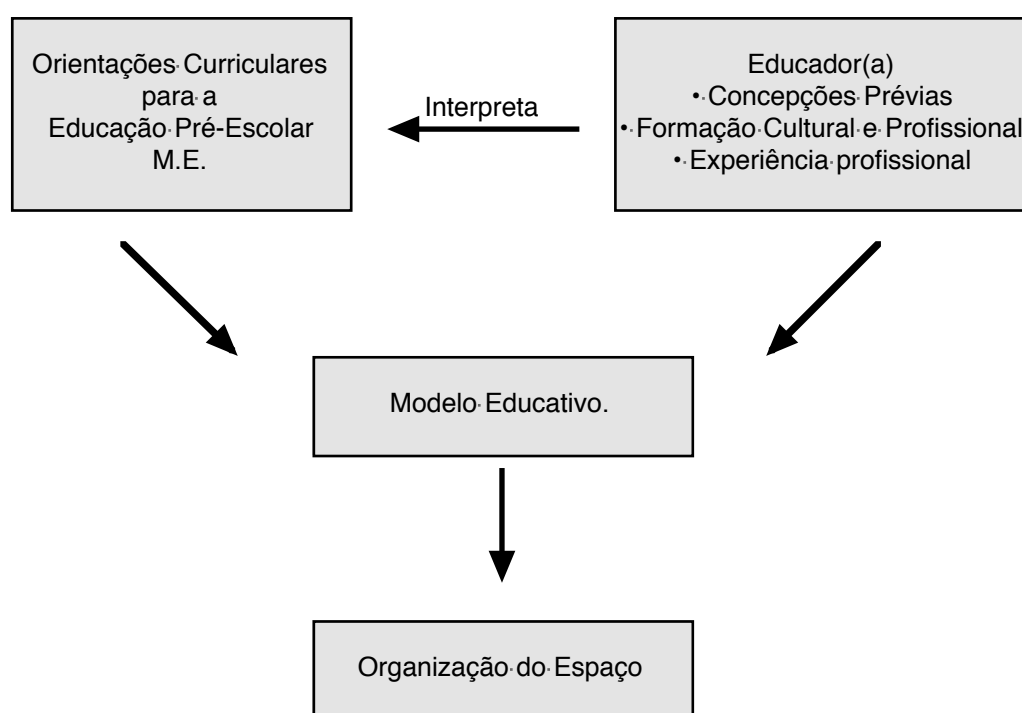 Orientações Curriculares
para a
Educação Pré-Escolar
M.E.
Interpreta
Educador(a)
• Concepções Prévias
• Formação Cultural e Profissional
• Experiência profissional
Modelo Educativo.
Organização do Espaço